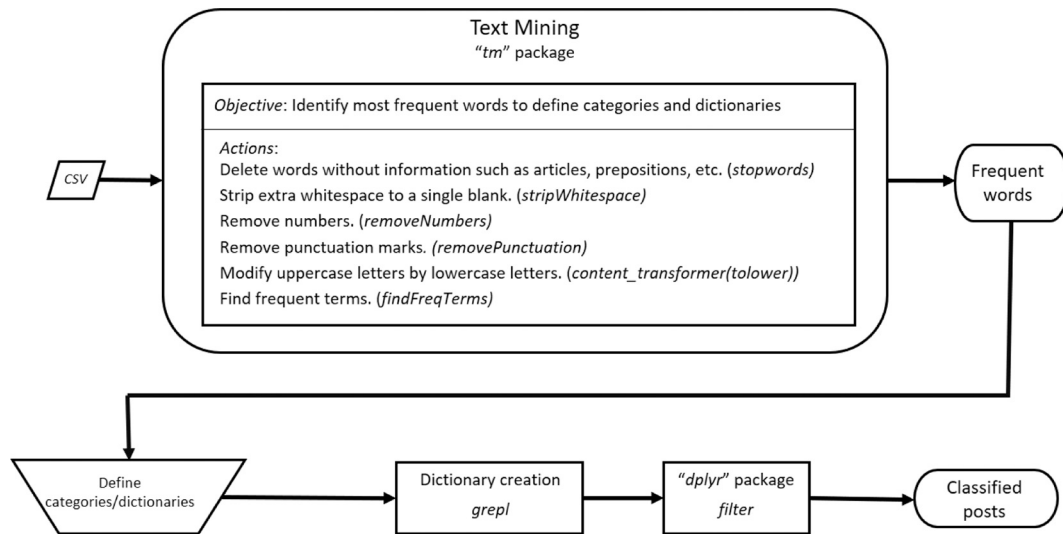 Text Mining
“tm” package
Objective: Identify most frequent words to define categories and dictionaries
Actions:
Delete words without information such as articles, prepositions, etc. (stopwords)
Strip extra whitespace to a single blank. (stripWhitespace)
Remove numbers. (removeNumbers)
Remove punctuation marks. (removePunctuation)
Modify uppercase letters by lowercase letters. (content_transformer(tolower))
Find frequent terms. (findFreqTerms)
CSV
Frequent
words
Define
categories/dictionaries
Dictionary creation
grepl
“dplyr” package
filter
Classified
posts